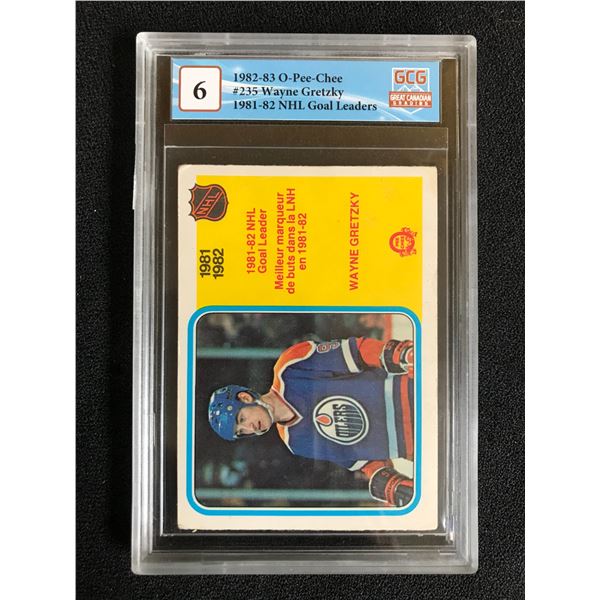 6
1982-83 O-Pee-Chee
#235 Wayne Gretzky
1981-82 NHL Goal Leaders
GCG
GREAT CANADIAN
GRADING
NHL
1981
1982
1981-82 NHL
Goal Leader
Meilleur marqueur
de buts dans la LNH
en 1981-82
WAYNE GRETZKY
OILERS